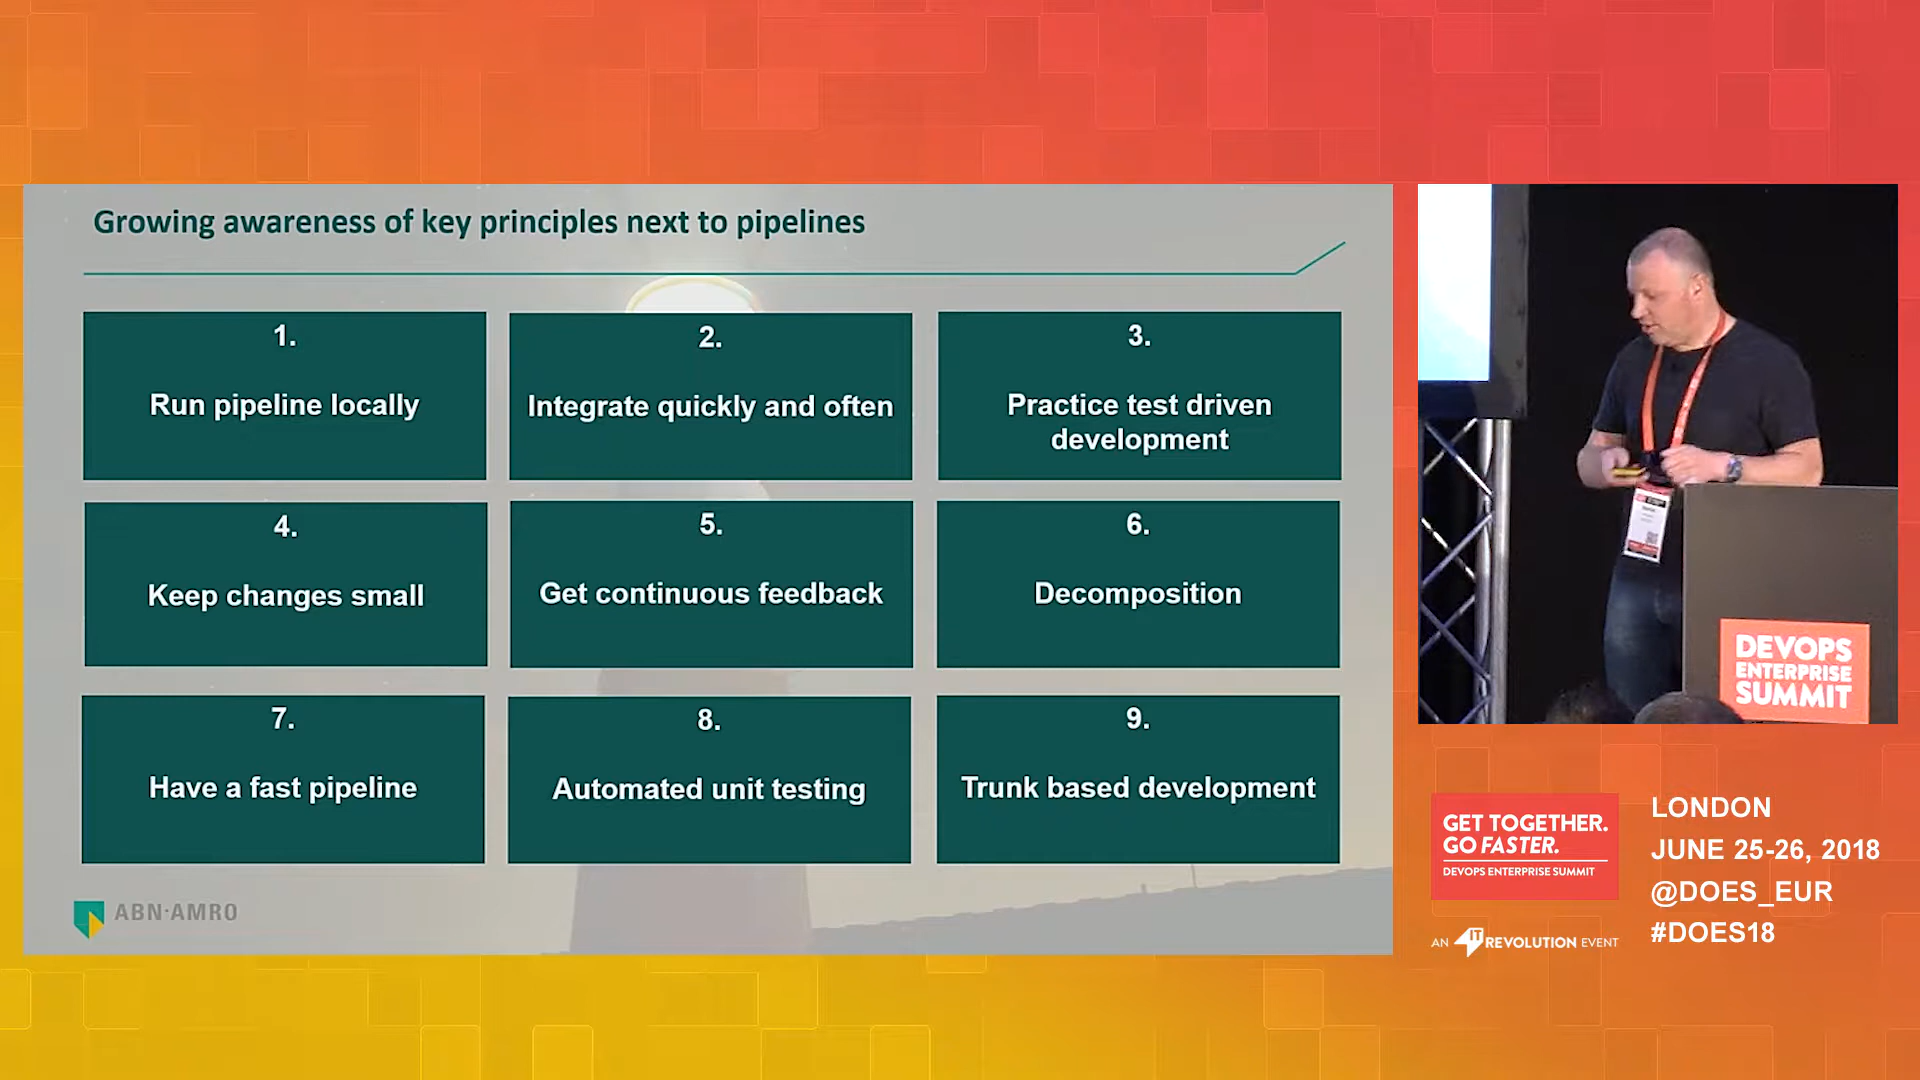 Growing awareness of key principles next to pipelines
1.
Run pipeline locally
2.
Integrate quickly and often
3.
Practice test driven
development
4.
Keep changes small
5.
Get continuous feedback
6.
Decomposition
7.
Have a fast pipeline
8.
Automated unit testing
9.
Trunk based development
ABN·AMRO
DEVOPS
ENTERPRISE
SUMMIT
GET TOGETHER.
GO FASTER.
DEVOPS ENTERPRISE SUMMIT
AN IT REVOLUTION EVENT
LONDON
JUNE 25-26, 2018
@DOES_EUR
#DOES18